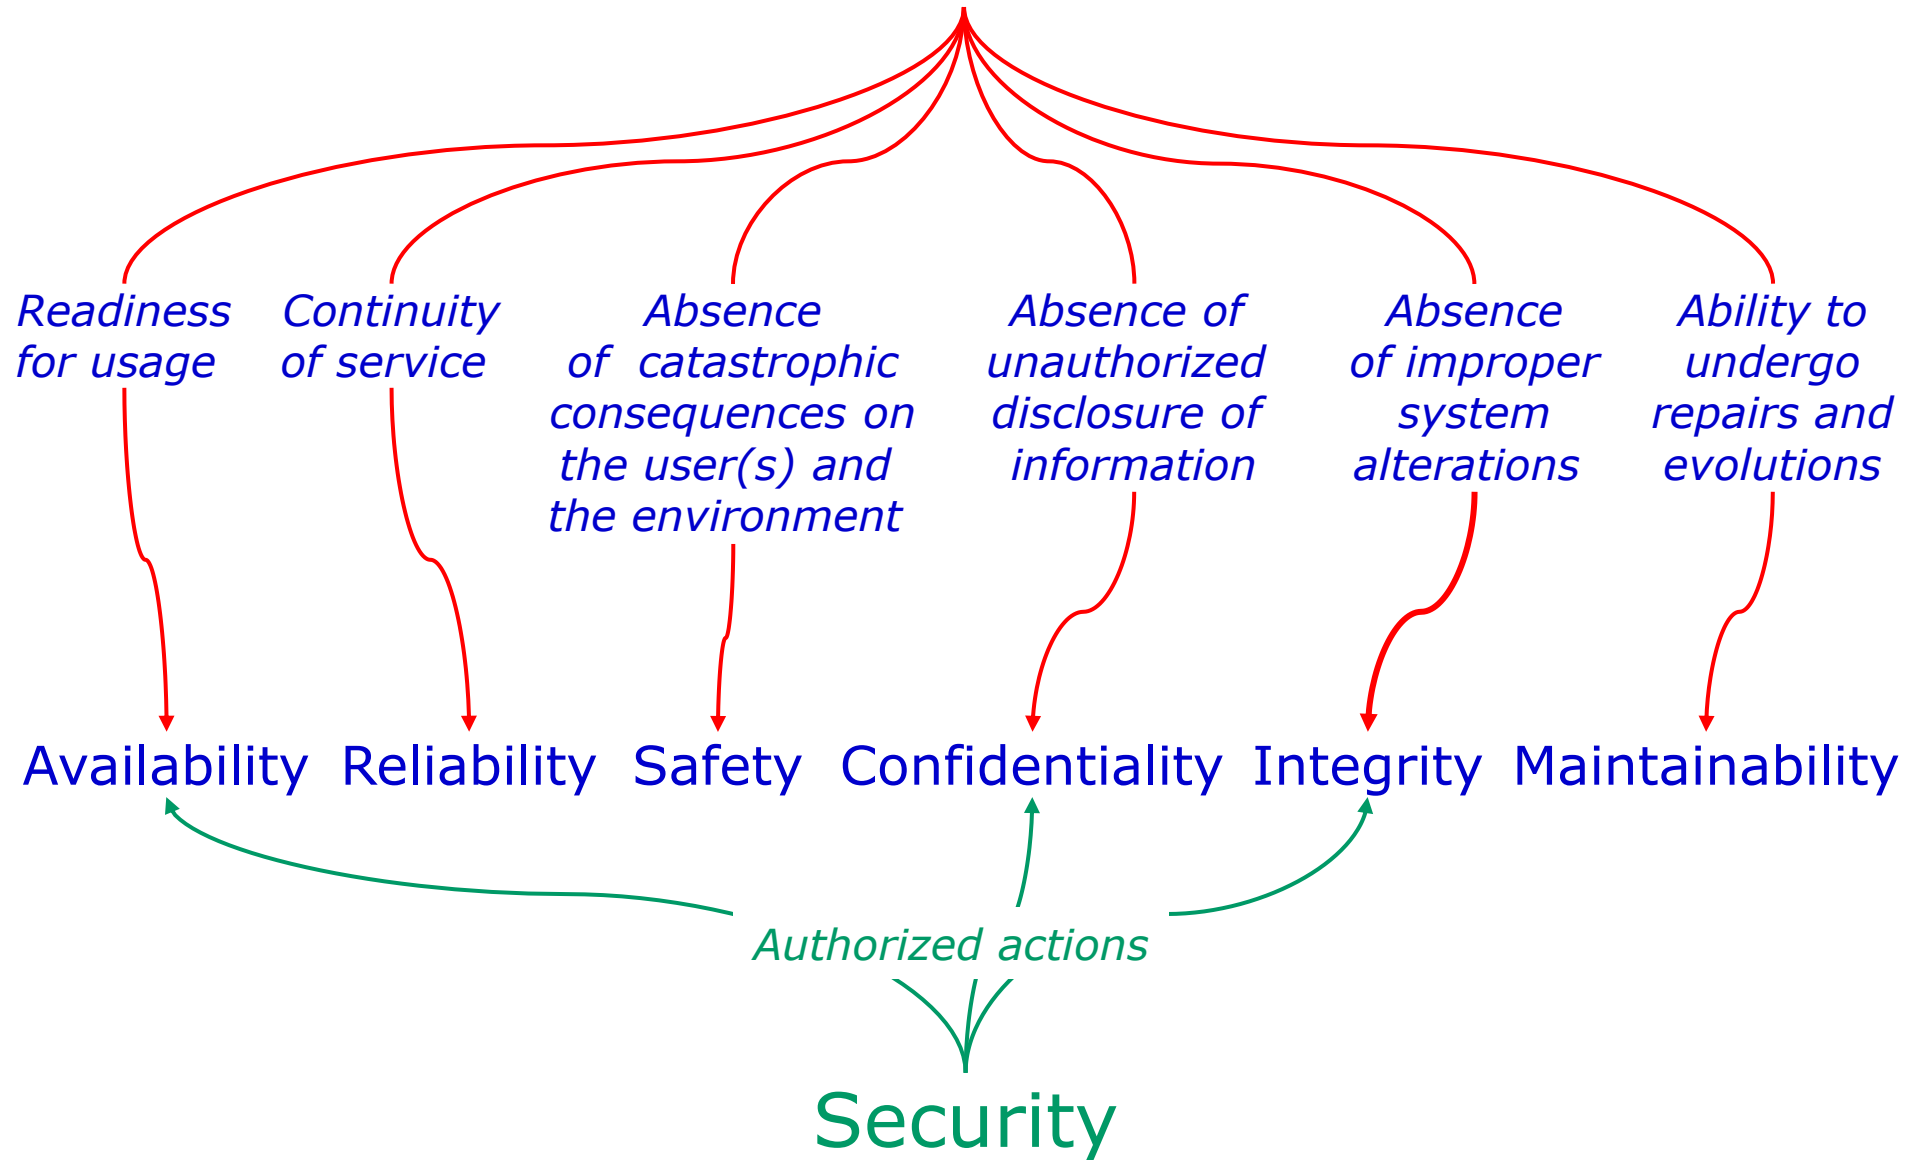 Readiness
for usage
Continuity
of service
Absence
of catastrophic
consequences on
the user(s) and
the environment
Absence of
unauthorized
disclosure of
information
Absence
of improper
system
alterations
Ability to
undergo
repairs and
evolutions
Availability
Reliability
Safety
Confidentiality
Integrity
Maintainability
Authorized actions
Security